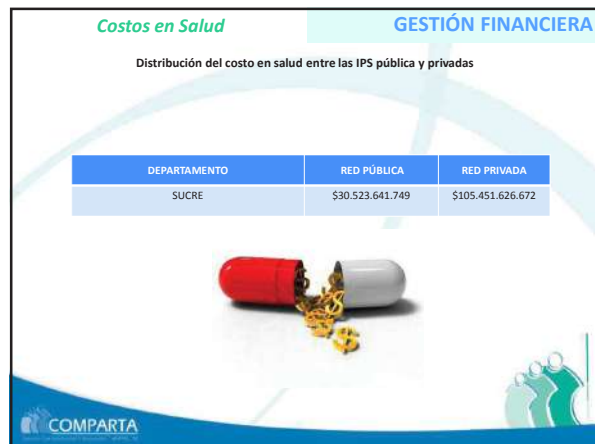 Costos en Salud
GESTIÓN FINANCIERA
Distribución del costo en salud entre las IPS pública y privadas
DEPARTAMENTO RED PÚBLICA RED PRIVADA
SUCRE $30.523.641.749 $105.451.626.672
COMPARTA